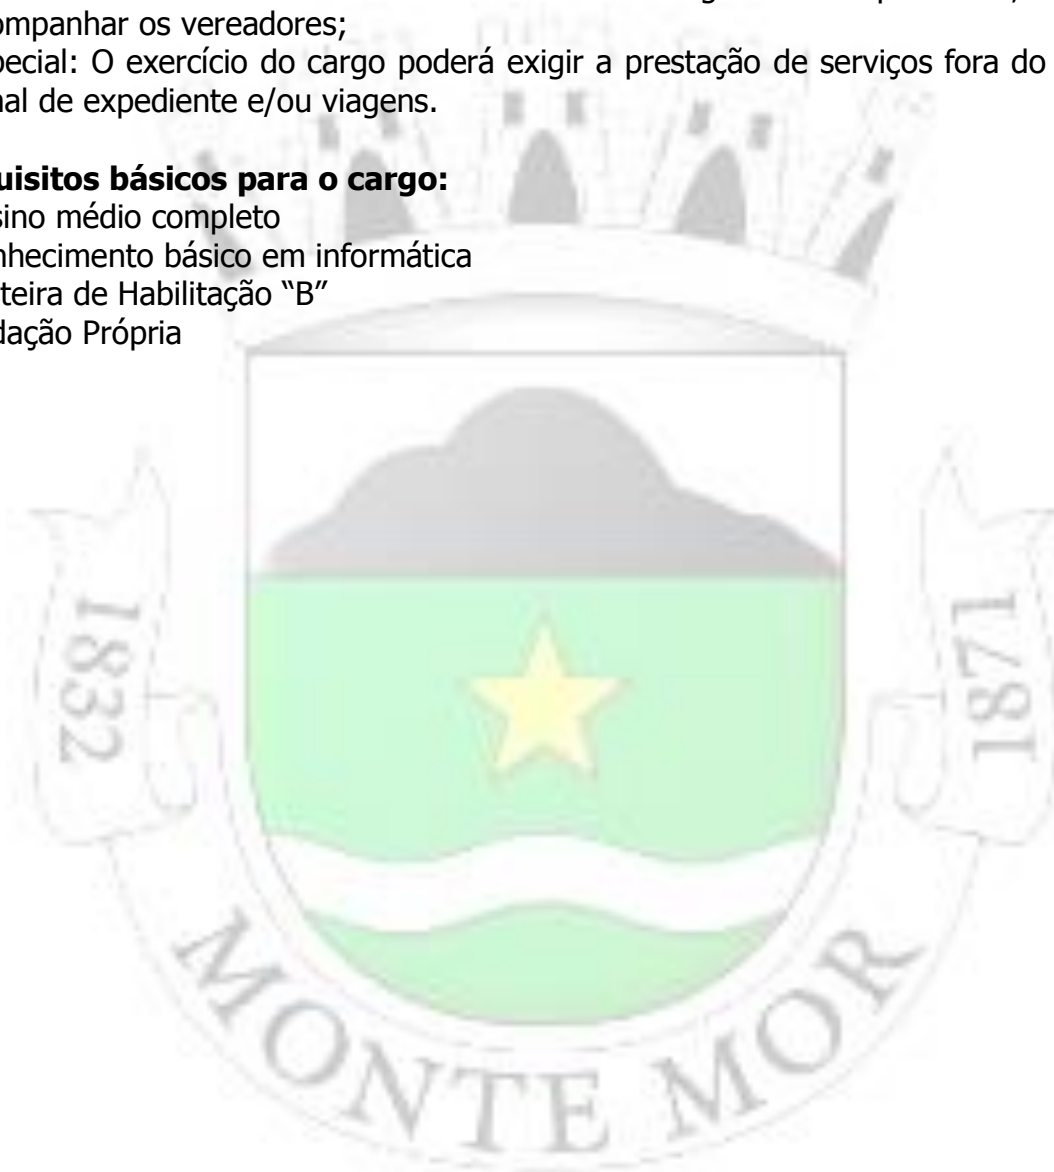 ompanhar os vereadores;
pecial: O exercício do cargo poderá exigir a prestação de serviços fora do
nal de expediente e/ou viagens.
uisitos básicos para o cargo:
sino médio completo
nhecimento básico em informática
teira de Habilitação “B”
dação Própria
1832
1871
MONTE MOR